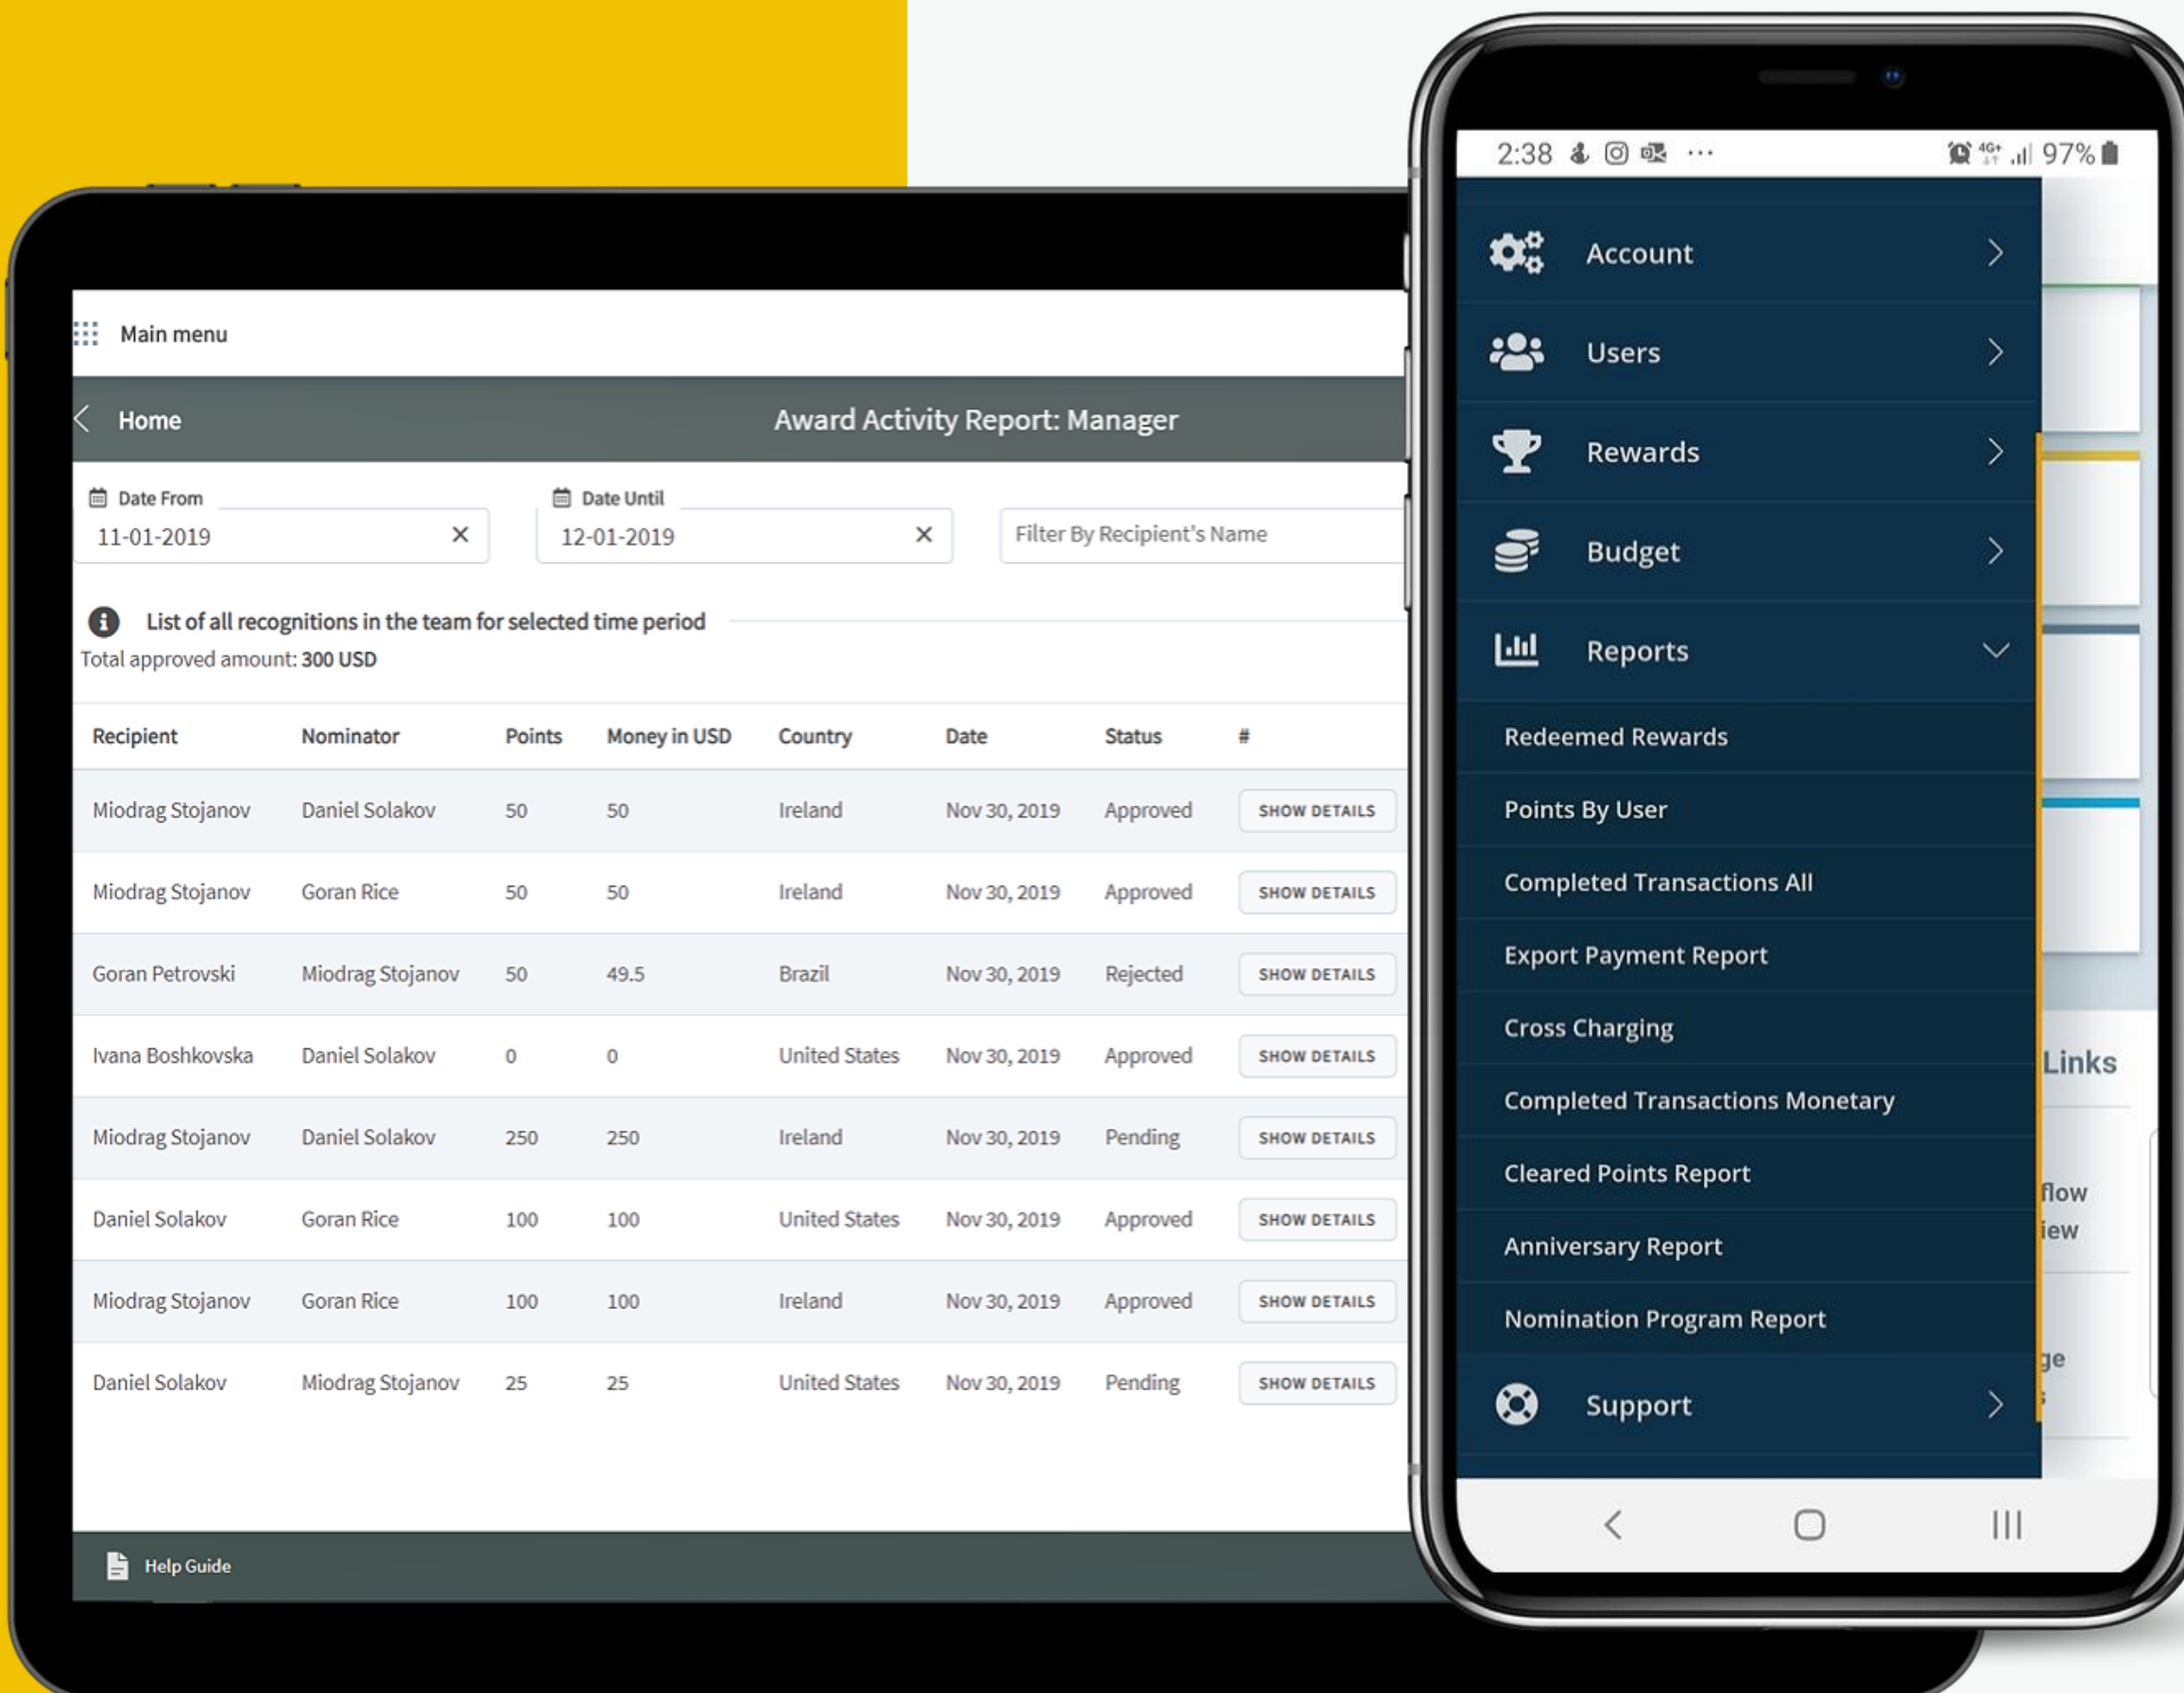 Main menu
Home
Award Activity Report: Manager
Date From
11-01-2019
Date Until
12-01-2019
Filter By Recipient's Name
List of all recognitions in the team for selected time period
Total approved amount: 300 USD
Recipient Nominator Points Money in USD Country Date Status #
Miodrag Stojanov Daniel Solakov 50 50 Ireland Nov 30, 2019 Approved SHOW DETAILS
Miodrag Stojanov Goran Rice 50 50 Ireland Nov 30, 2019 Approved SHOW DETAILS
Goran Petrovski Miodrag Stojanov 50 49.5 Brazil Nov 30, 2019 Rejected SHOW DETAILS
Ivana Boshkovska Daniel Solakov 0 0 United States Nov 30, 2019 Approved SHOW DETAILS
Miodrag Stojanov Daniel Solakov 250 250 Ireland Nov 30, 2019 Pending SHOW DETAILS
Daniel Solakov Goran Rice 100 100 United States Nov 30, 2019 Approved SHOW DETAILS
Miodrag Stojanov Goran Rice 100 100 Ireland Nov 30, 2019 Approved SHOW DETAILS
Daniel Solakov Miodrag Stojanov 25 25 United States Nov 30, 2019 Pending SHOW DETAILS
Help Guide
2:38 ... 4G+ 97%
Account
Users
Rewards
Budget
Reports
Redeemed Rewards
Points By User
Completed Transactions All
Export Payment Report
Cross Charging
Completed Transactions Monetary
Cleared Points Report
Anniversary Report
Nomination Program Report
Support
Links
flow
iew
ge